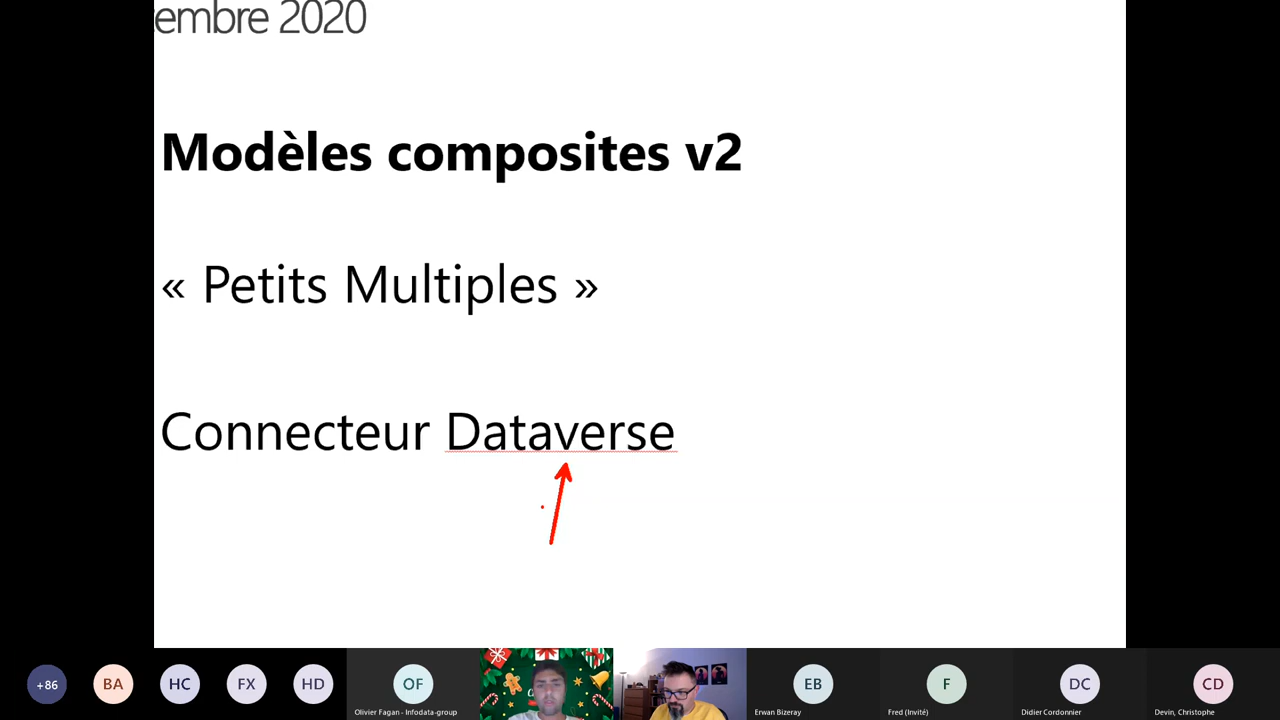 tembre 2020
Modèles composites v2
« Petits Multiples »
Connecteur Dataverse
+86
BA
HC
FX
HD
OF
EB
F
DC
CD
Olivier Fagan - Infodata-group
Erwan Bizeray
Fred (Invité)
Didier Cordonnier
Devin, Christophe